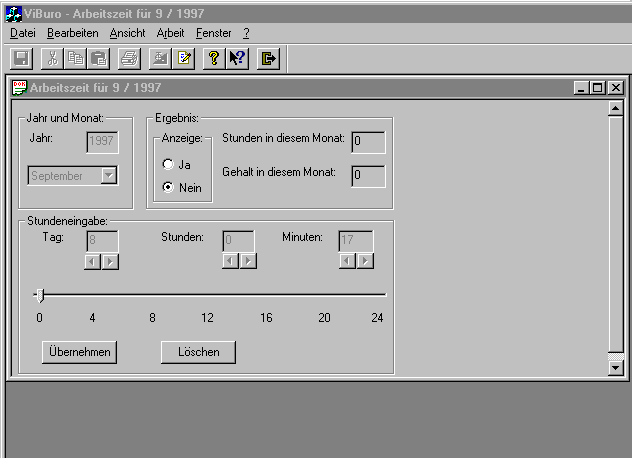 ViBuro - Arbeitszeit für 9 / 1997
Datei Bearbeiten Ansicht Arbeit Fenster ?
Arbeitszeit für 9 / 1997
Jahr und Monat:
Jahr: 1997
September
Ergebnis:
Anzeige:
Ja
Nein
Stunden in diesem Monat: 0
Gehalt in diesem Monat: 0
Stundeneingabe:
Tag: 8 Stunden: 0 Minuten: 17
0 4 8 12 16 20 24
Übernehmen Löschen